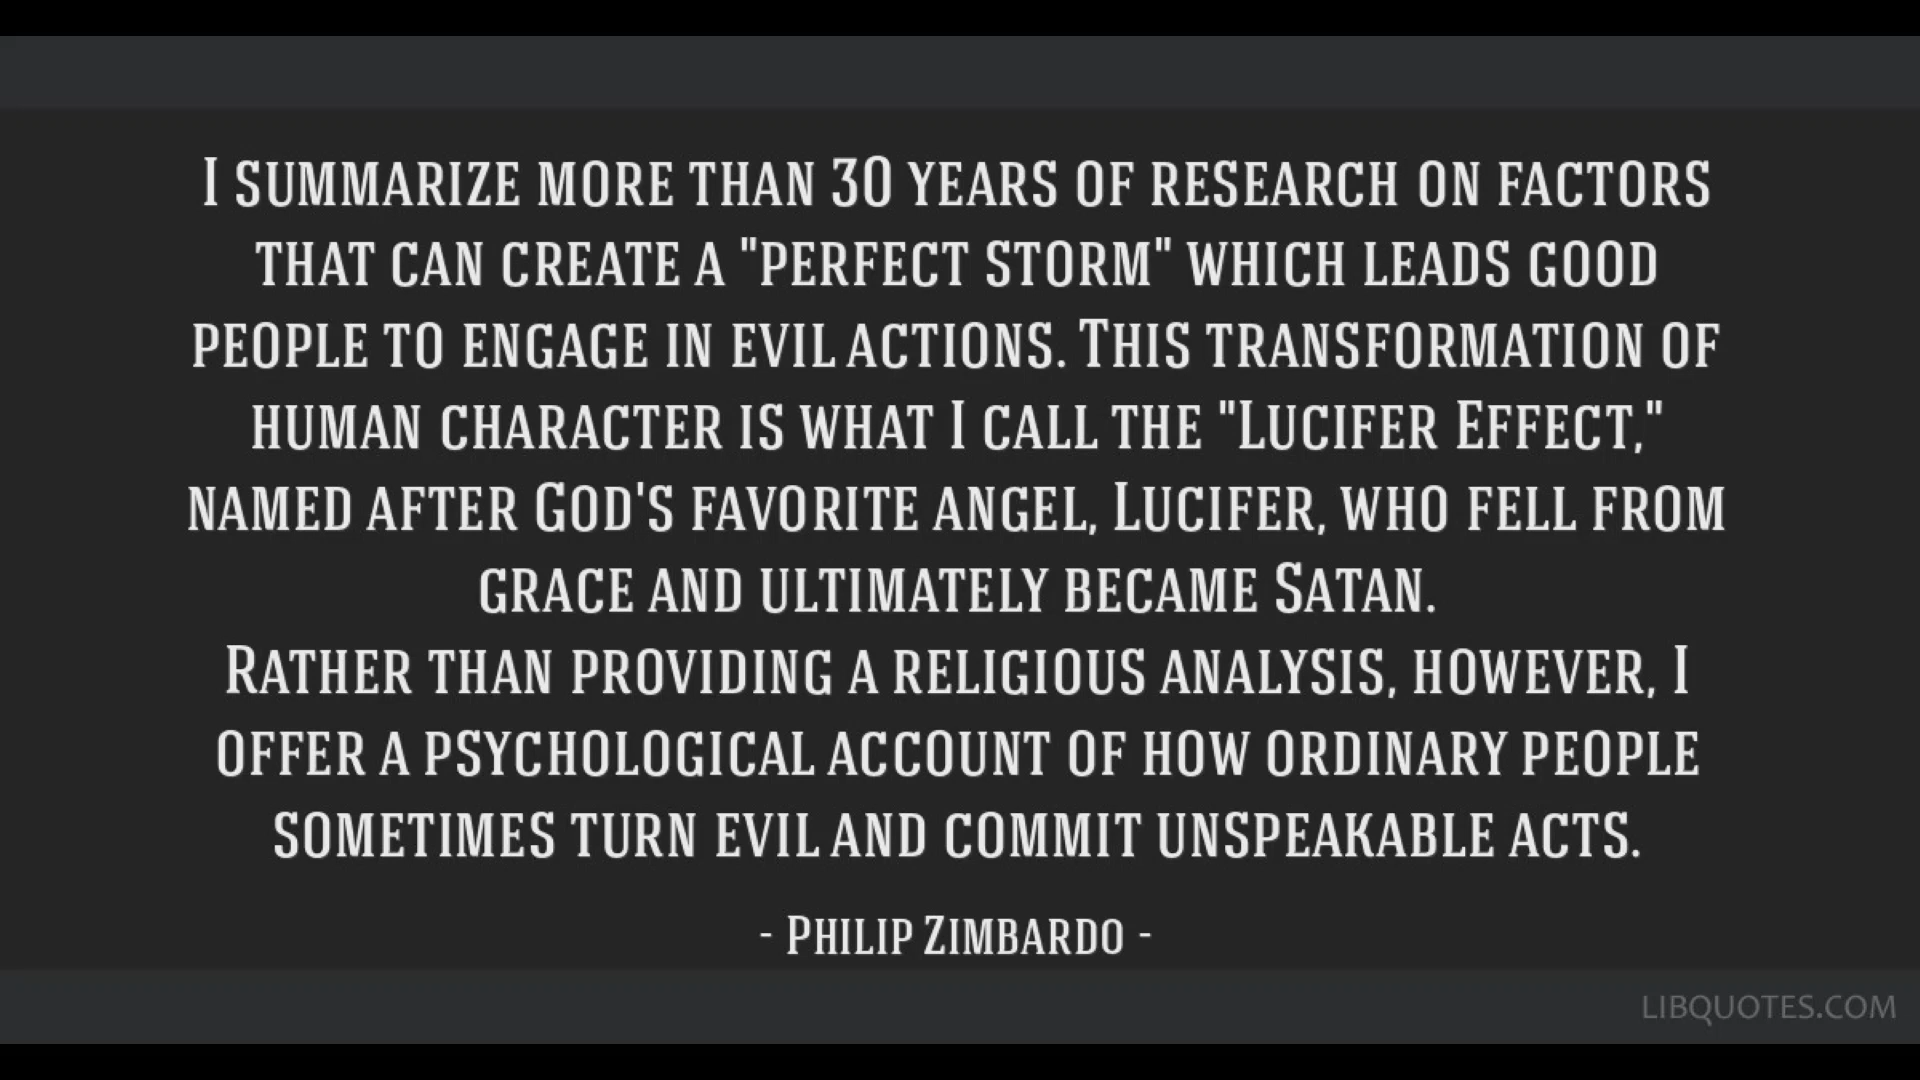 I summarize more than 30 years of research on factors
that can create a "perfect storm" which leads good
people to engage in evil actions. This transformation of
human character is what I call the "Lucifer Effect,"
named after God's favorite angel, Lucifer, who fell from
grace and ultimately became Satan.
Rather than providing a religious analysis, however, I
offer a psychological account of how ordinary people
sometimes turn evil and commit unspeakable acts.
- Philip Zimbardo -
LIBQUOTES.COM